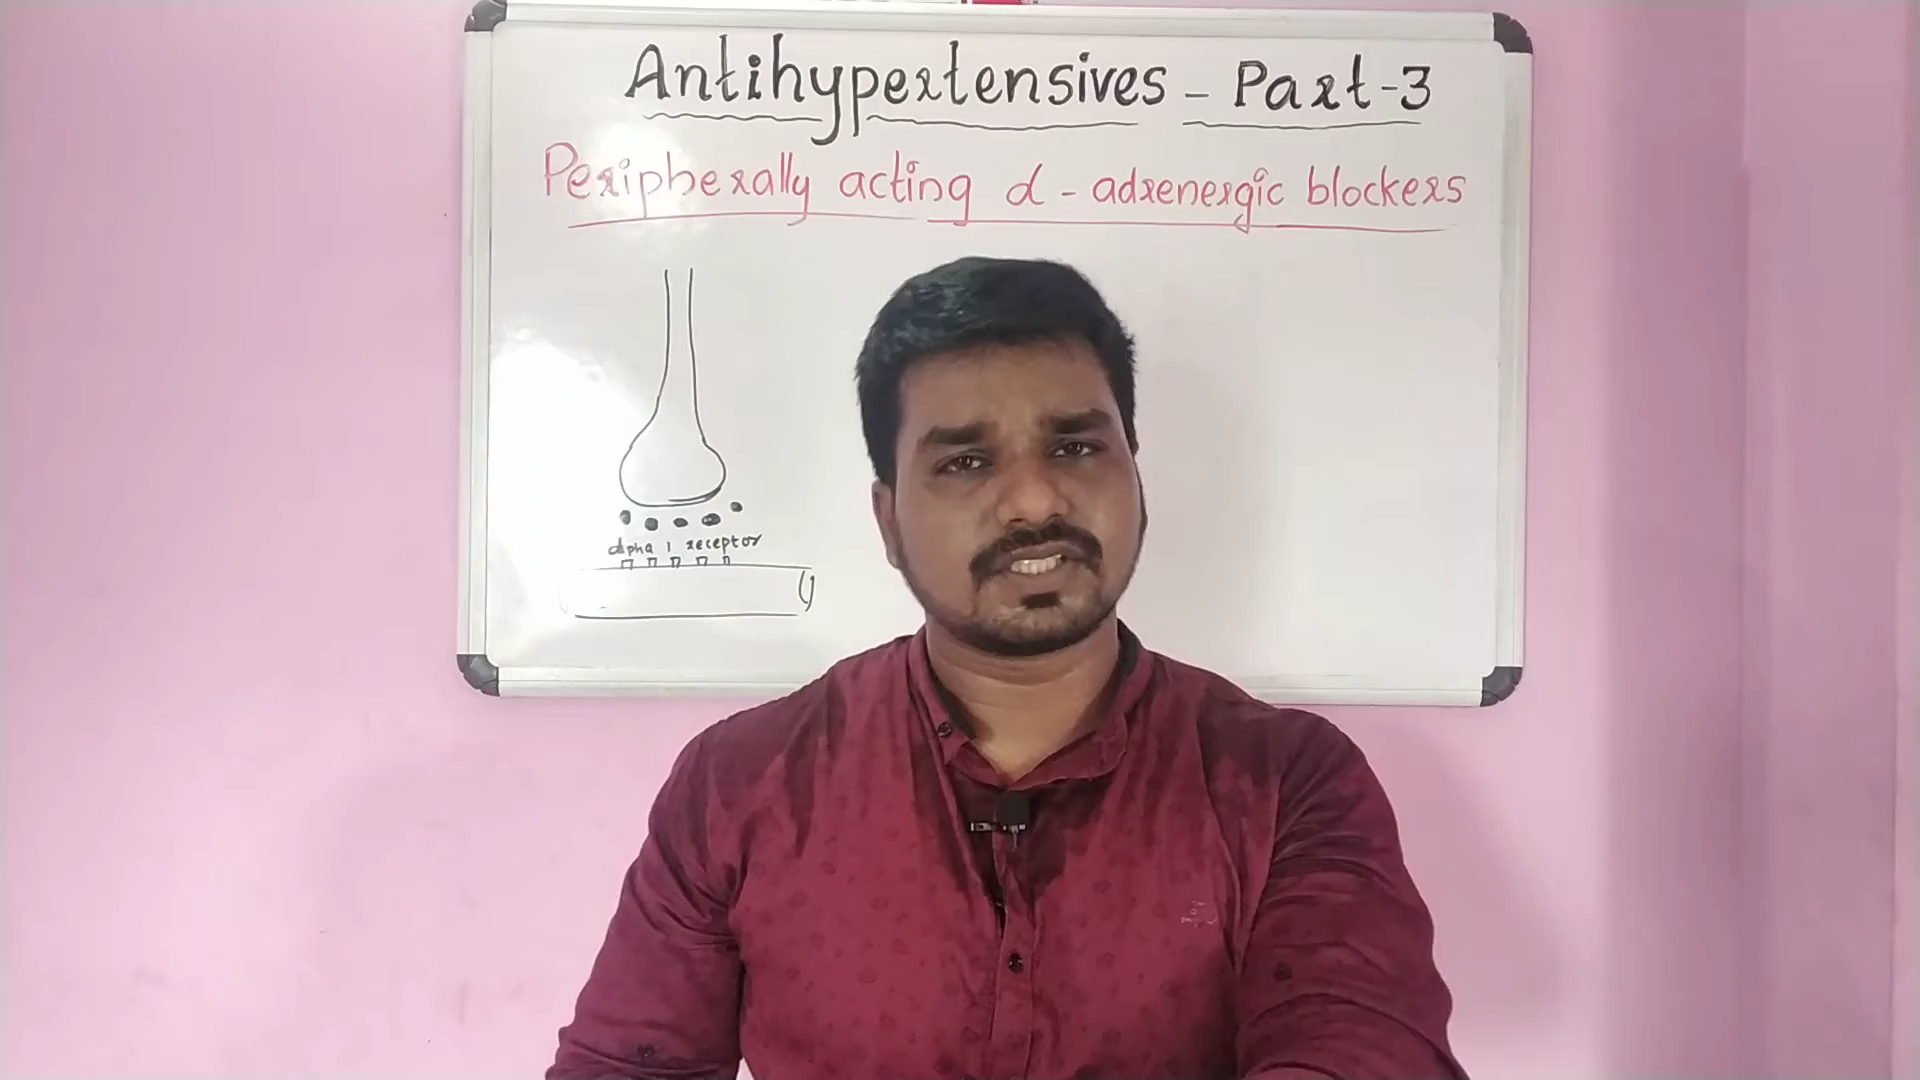 Antihypertensives - Part-3
Peripherally acting α - adrenergic blockers
alpha 1 receptor